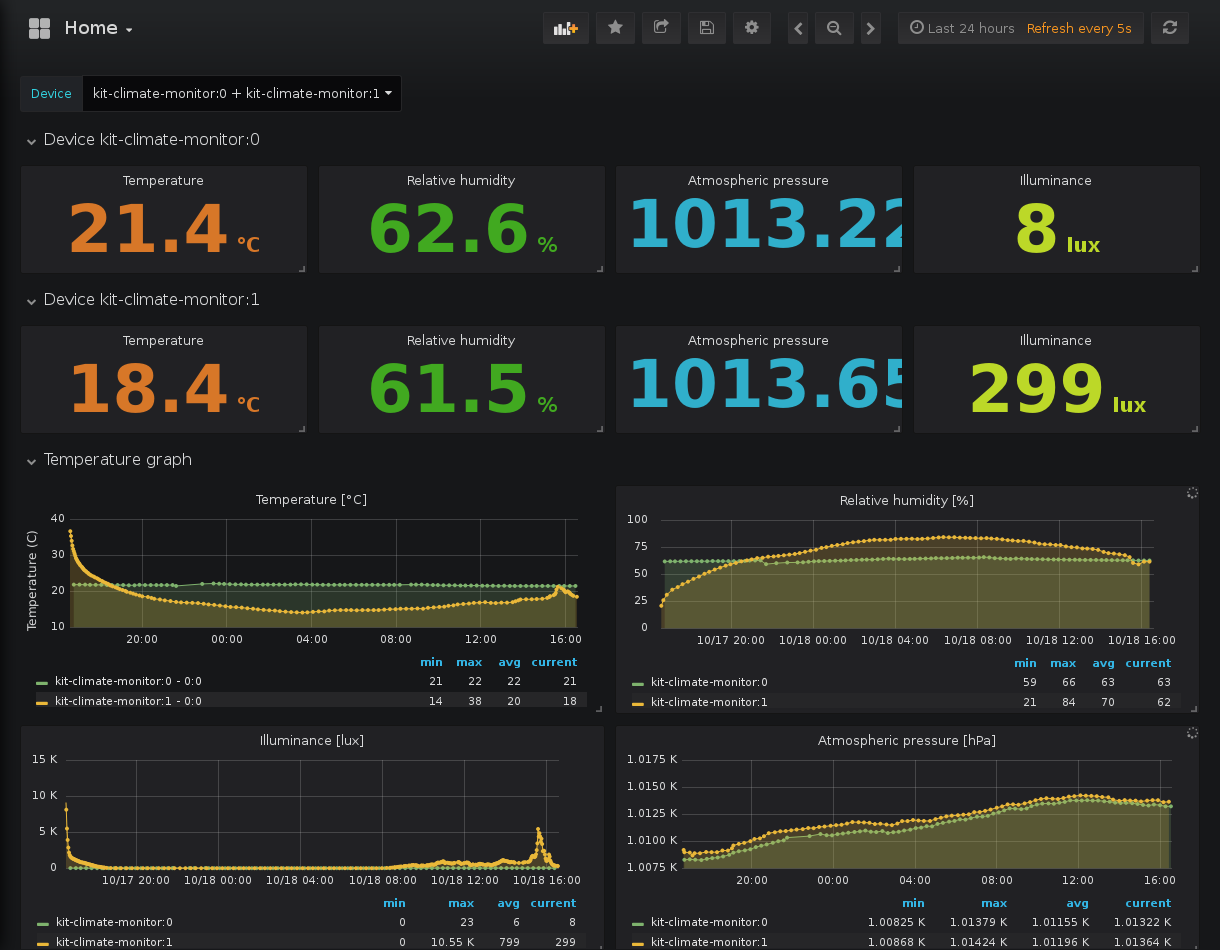 Home
Last 24 hours Refresh every 5s
Device kit-climate-monitor:0 + kit-climate-monitor:1
Device kit-climate-monitor:0
Temperature Relative humidity Atmospheric pressure Illuminance
21.4 °C 62.6 % 1013.22 8 lux
Device kit-climate-monitor:1
Temperature Relative humidity Atmospheric pressure Illuminance
18.4 °C 61.5 % 1013.65 299 lux
Temperature graph
Temperature [°C]
Temperature (C)
40
30
20
10
20:00 00:00 04:00 08:00 12:00 16:00
min max avg current
kit-climate-monitor:0 - 0:0 21 22 22 21
kit-climate-monitor:1 - 0:0 14 38 20 18
Relative humidity [%]
100
75
50
25
0
10/17 20:00 10/18 00:00 10/18 04:00 10/18 08:00 10/18 12:00 10/18 16:00
min max avg current
kit-climate-monitor:0 59 66 63 63
kit-climate-monitor:1 21 84 70 62
Illuminance [lux]
15 K
10 K
5 K
0
10/17 20:00 10/18 00:00 10/18 04:00 10/18 08:00 10/18 12:00 10/18 16:00
min max avg current
kit-climate-monitor:0 0 23 6 8
kit-climate-monitor:1 0 10.55 K 799 299
Atmospheric pressure [hPa]
1.0175 K
1.0150 K
1.0125 K
1.0100 K
1.0075 K
20:00 00:00 04:00 08:00 12:00 16:00
min max avg current
kit-climate-monitor:0 1.00825 K 1.01379 K 1.01155 K 1.01322 K
kit-climate-monitor:1 1.00868 K 1.01424 K 1.01196 K 1.01364 K